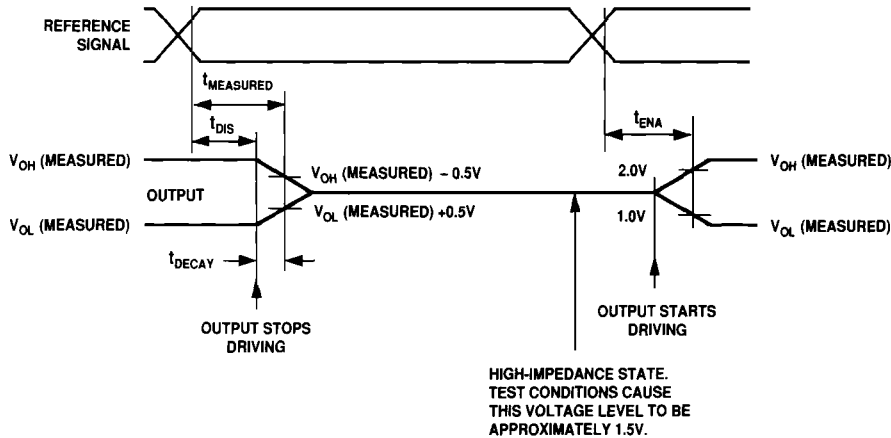 REFERENCE
SIGNAL
tMEASURED
tDIS
tENA
VOH (MEASURED)
VOH (MEASURED) – 0.5V
2.0V
VOH (MEASURED)
OUTPUT
VOL (MEASURED)
VOL (MEASURED) +0.5V
1.0V
VOL (MEASURED)
tDECAY
OUTPUT STOPS
DRIVING
OUTPUT STARTS
DRIVING
HIGH-IMPEDANCE STATE.
TEST CONDITIONS CAUSE
THIS VOLTAGE LEVEL TO BE
APPROXIMATELY 1.5V.